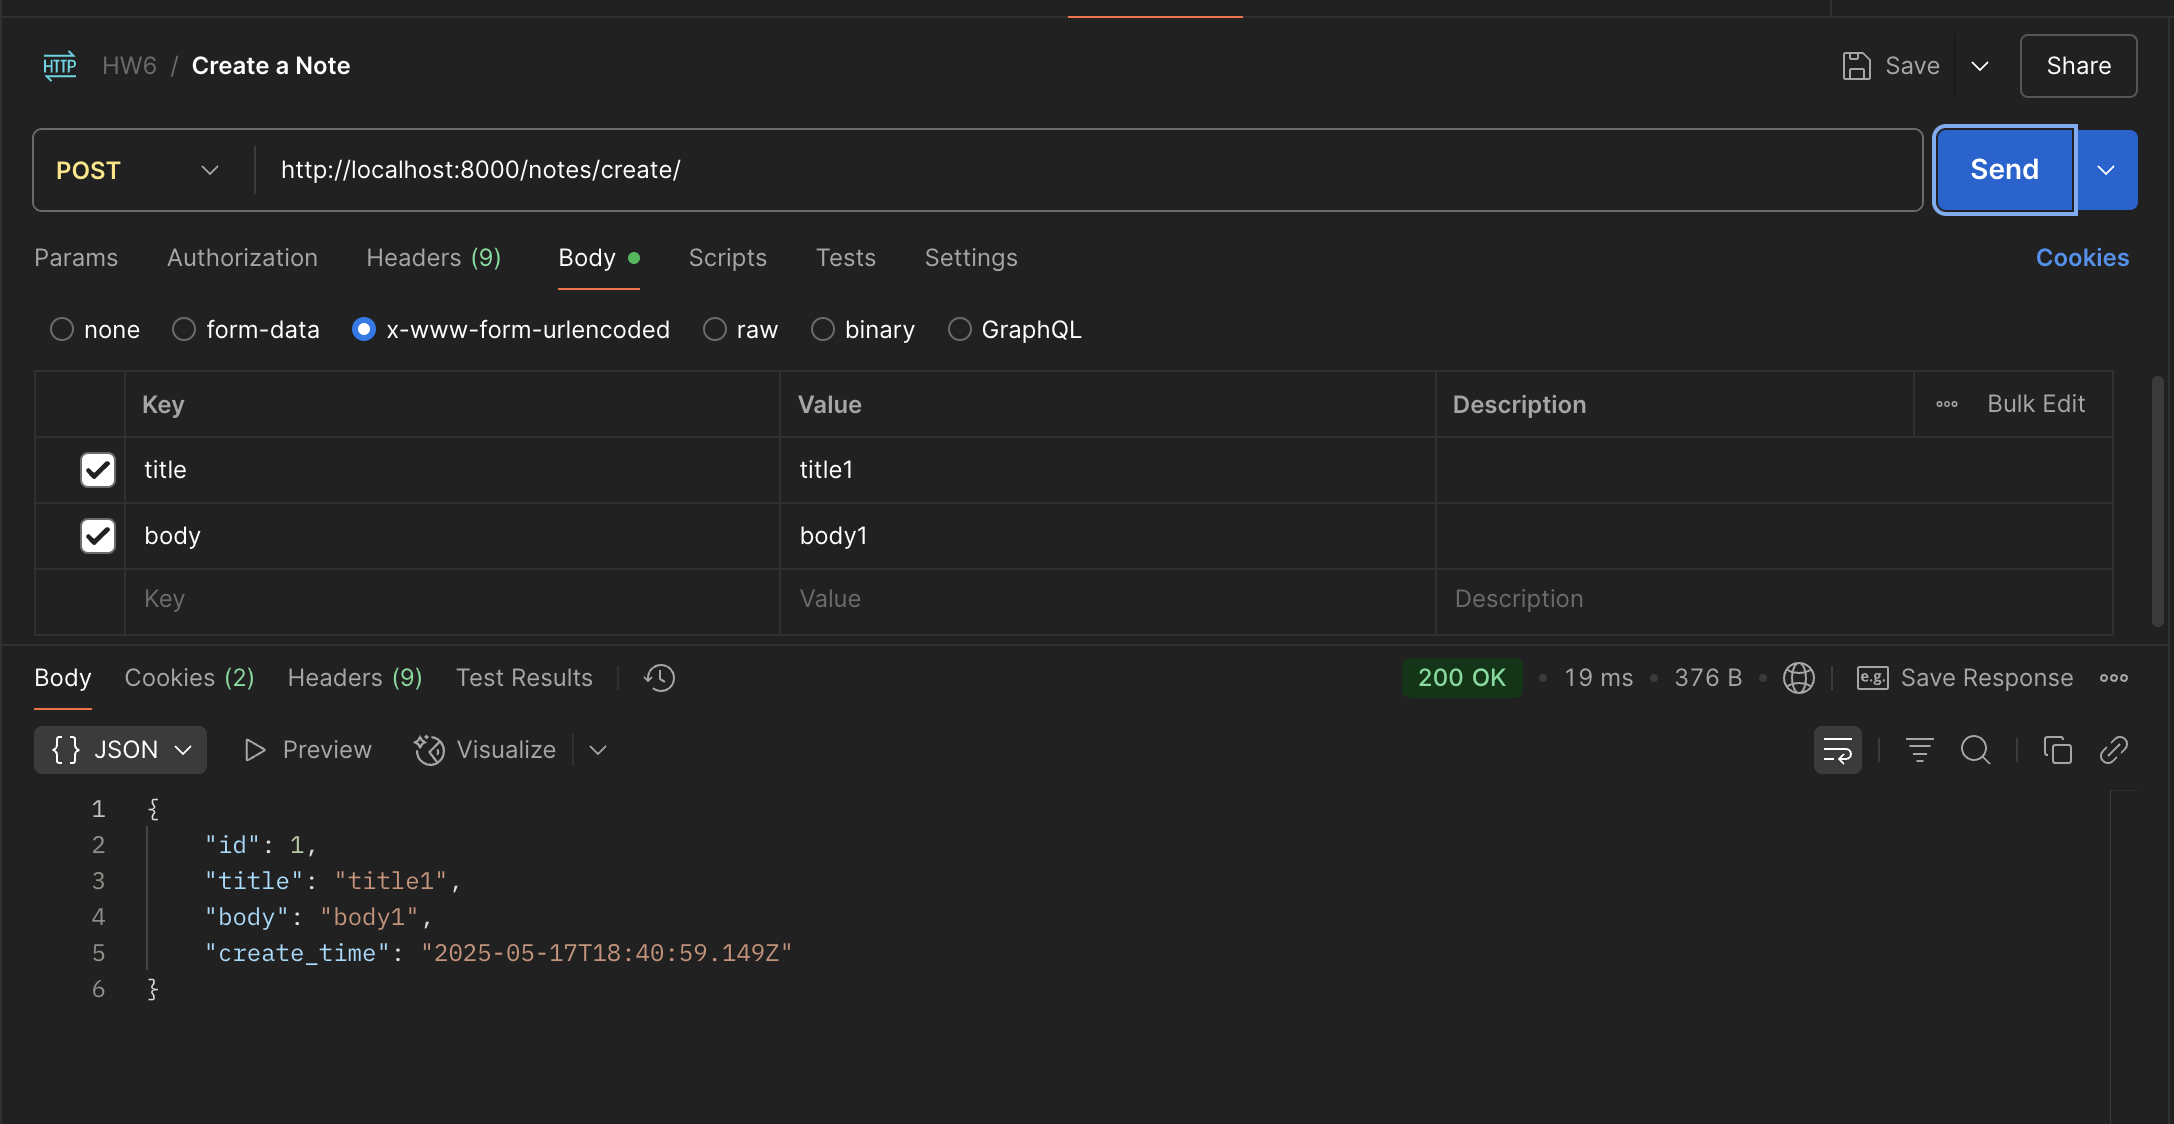 HTTP HW6 / Create a Note Save Share
POST http://localhost:8000/notes/create/ Send
Params Authorization Headers (9) Body Scripts Tests Settings Cookies
none form-data x-www-form-urlencoded raw binary GraphQL
Key Value Description Bulk Edit
title title1
body body1
Key Value Description
Body Cookies (2) Headers (9) Test Results 200 OK • 19 ms • 376 B • e.g. Save Response
{} JSON Preview Visualize
1 {
2 "id": 1,
3 "title": "title1",
4 "body": "body1",
5 "create_time": "2025-05-17T18:40:59.149Z"
6 }